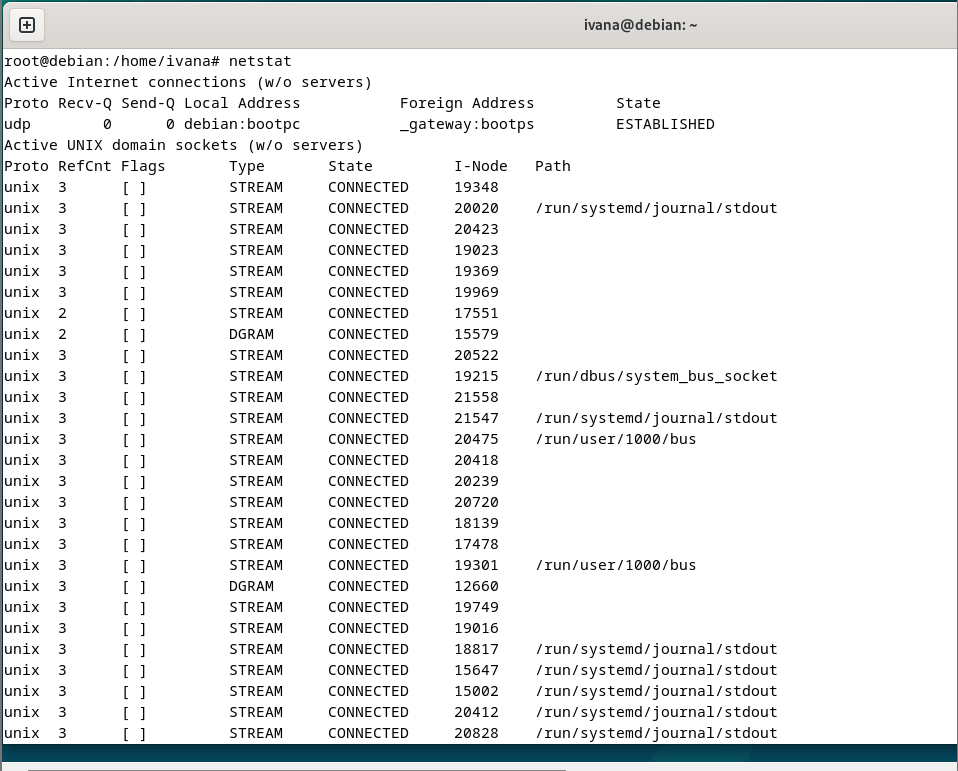 ivana@debian: ~
root@debian:/home/ivana# netstat
Active Internet connections (w/o servers)
Proto Recv-Q Send-Q Local Address           Foreign Address         State
udp        0      0 debian:bootpc           _gateway:bootps         ESTABLISHED
Active UNIX domain sockets (w/o servers)
Proto RefCnt Flags       Type       State         I-Node   Path
unix  3      [ ]         STREAM     CONNECTED     19348
unix  3      [ ]         STREAM     CONNECTED     20020    /run/systemd/journal/stdout
unix  3      [ ]         STREAM     CONNECTED     20423
unix  3      [ ]         STREAM     CONNECTED     19023
unix  3      [ ]         STREAM     CONNECTED     19369
unix  3      [ ]         STREAM     CONNECTED     19969
unix  2      [ ]         STREAM     CONNECTED     17551
unix  2      [ ]         DGRAM      CONNECTED     15579
unix  3      [ ]         STREAM     CONNECTED     20522
unix  3      [ ]         STREAM     CONNECTED     19215    /run/dbus/system_bus_socket
unix  3      [ ]         STREAM     CONNECTED     21558
unix  3      [ ]         STREAM     CONNECTED     21547    /run/systemd/journal/stdout
unix  3      [ ]         STREAM     CONNECTED     20475    /run/user/1000/bus
unix  3      [ ]         STREAM     CONNECTED     20418
unix  3      [ ]         STREAM     CONNECTED     20239
unix  3      [ ]         STREAM     CONNECTED     20720
unix  3      [ ]         STREAM     CONNECTED     18139
unix  3      [ ]         STREAM     CONNECTED     17478
unix  3      [ ]         STREAM     CONNECTED     19301    /run/user/1000/bus
unix  3      [ ]         DGRAM      CONNECTED     12660
unix  3      [ ]         STREAM     CONNECTED     19749
unix  3      [ ]         STREAM     CONNECTED     19016
unix  3      [ ]         STREAM     CONNECTED     18817    /run/systemd/journal/stdout
unix  3      [ ]         STREAM     CONNECTED     15647    /run/systemd/journal/stdout
unix  3      [ ]         STREAM     CONNECTED     15002    /run/systemd/journal/stdout
unix  3      [ ]         STREAM     CONNECTED     20412    /run/systemd/journal/stdout
unix  3      [ ]         STREAM     CONNECTED     20828    /run/systemd/journal/stdout